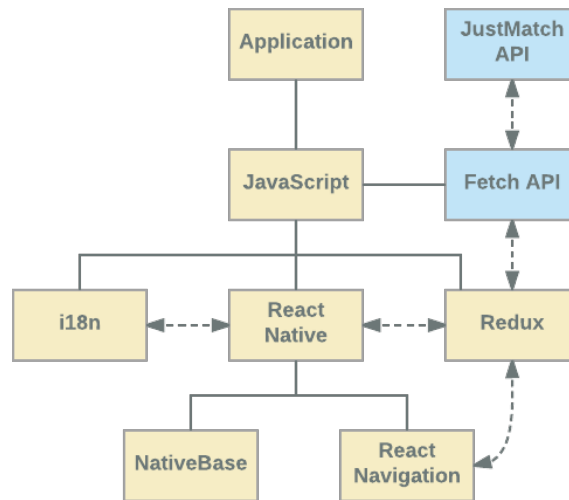 Application
JustMatch
API
JavaScript
Fetch API
i18n
React
Native
Redux
NativeBase
React
Navigation